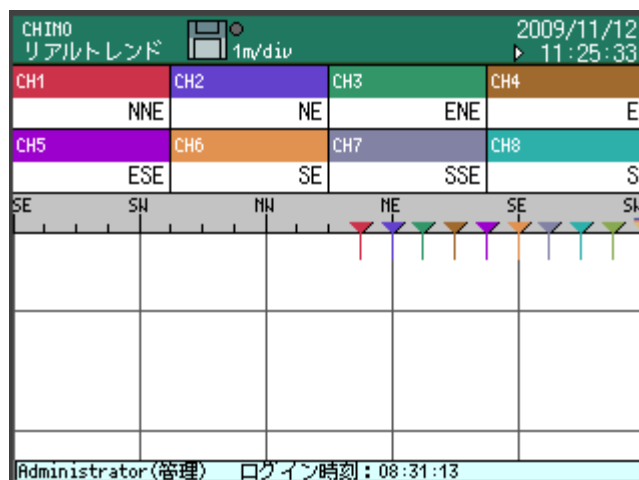 CHINO 2009/11/12
リアルトレンド 1m/div 11:25:33
CH1 CH2 CH3 CH4
NNE NE ENE E
CH5 CH6 CH7 CH8
ESE SE SSE S
SE SW NW NE SE SW
Administrator(管理) ログイン時刻:08:31:13